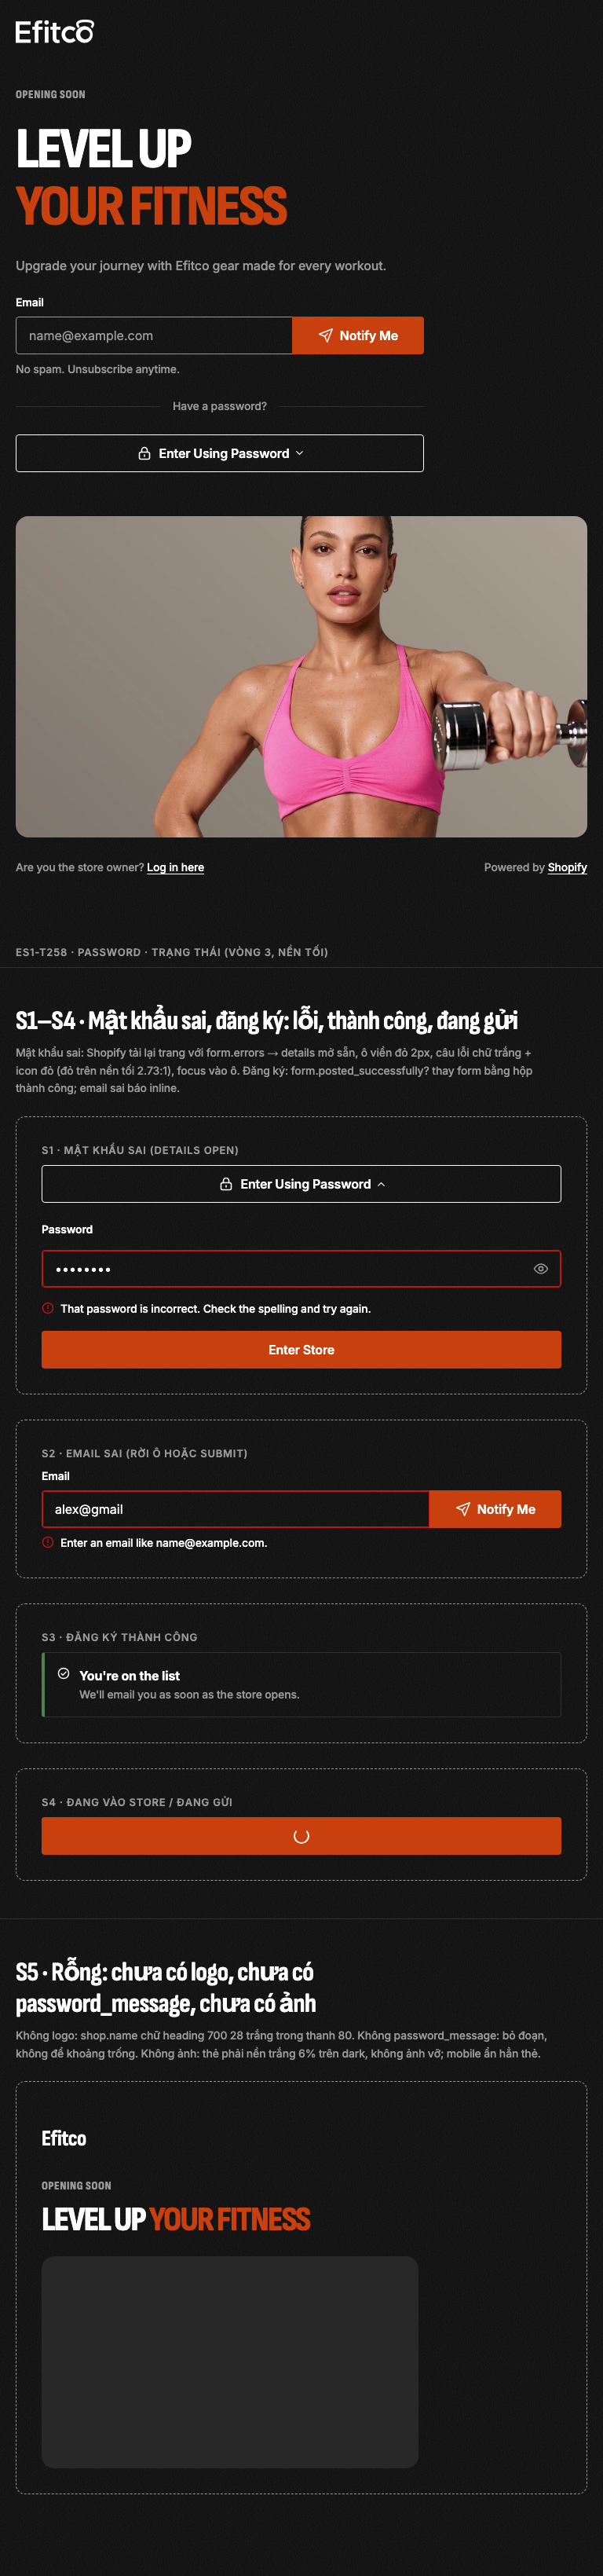 Efitco
OPENING SOON
LEVEL UP
YOUR FITNESS
Upgrade your journey with Efitco gear made for every workout.
Email
name@example.com
Notify Me
No spam. Unsubscribe anytime.
Have a password?
Enter Using Password
Are you the store owner? Log in here
Powered by Shopify
ES1-T258 · PASSWORD · TRẠNG THÁI (VÒNG 3, NỀN TỐI)
S1–S4 · Mật khẩu sai, đăng ký: lỗi, thành công, đang gửi
Mật khẩu sai: Shopify tải lại trang với form.errors → details mở sẵn, ô viền đỏ 2px, câu lỗi chữ trắng +
icon đỏ (đỏ trên nền tối 2.73:1), focus vào ô. Đăng ký: form.posted_successfully? thay form bằng hộp
thành công; email sai báo inline.
S1 · MẬT KHẨU SAI (DETAILS OPEN)
Enter Using Password
Password
That password is incorrect. Check the spelling and try again.
Enter Store
S2 · EMAIL SAI (RỜI Ô HOẶC SUBMIT)
Email
alex@gmail
Notify Me
Enter an email like name@example.com.
S3 · ĐĂNG KÝ THÀNH CÔNG
You're on the list
We'll email you as soon as the store opens.
S4 · ĐANG VÀO STORE / ĐANG GỬI
S5 · Rỗng: chưa có logo, chưa có
password_message, chưa có ảnh
Không logo: shop.name chữ heading 700 28 trắng trong thanh 80. Không password_message: bỏ đoạn,
không để khoảng trống. Không ảnh: thẻ phải nền trắng 6% trên dark, không ảnh vỡ; mobile ẩn hẳn thẻ.
Efitco
OPENING SOON
LEVEL UP YOUR FITNESS